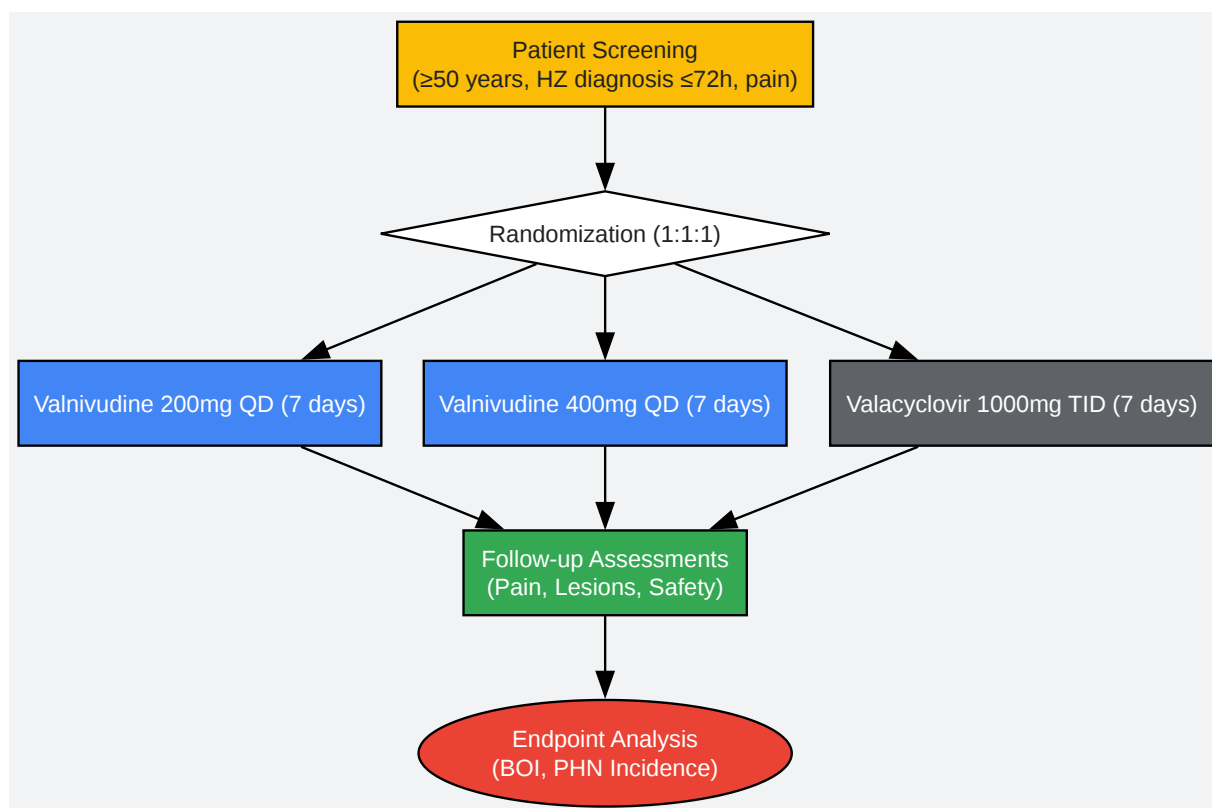 Patient Screening
(≥50 years, HZ diagnosis ≤72h, pain)
Randomization (1:1:1)
Valnivudine 200mg QD (7 days)
Valnivudine 400mg QD (7 days)
Valacyclovir 1000mg TID (7 days)
Follow-up Assessments
(Pain, Lesions, Safety)
Endpoint Analysis
(BOI, PHN Incidence)